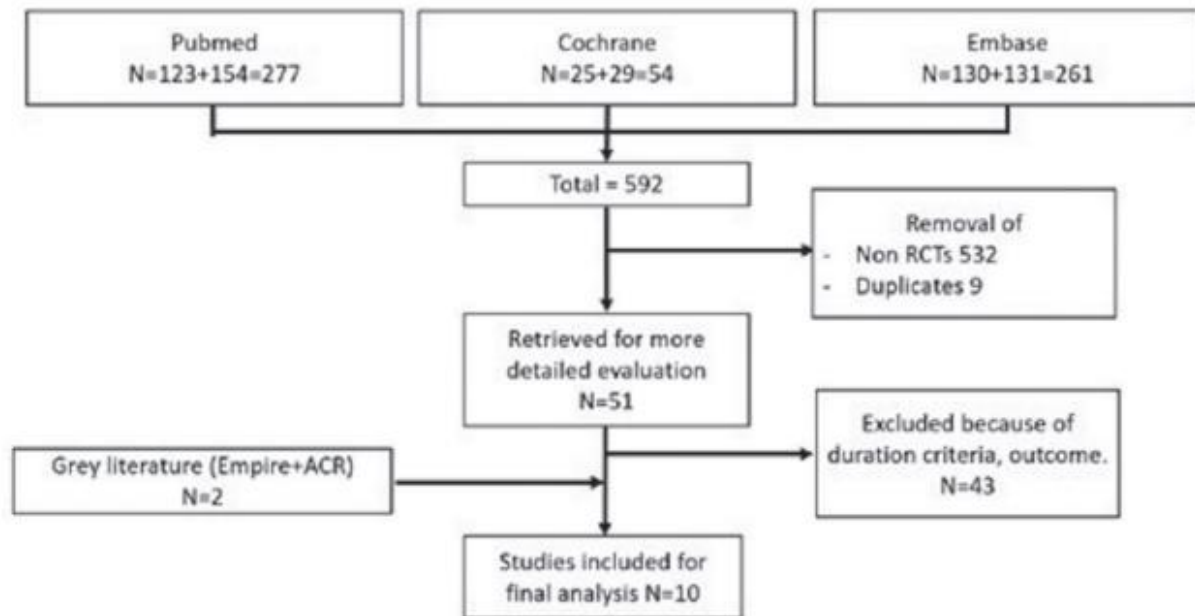 Pubmed
N=123+154=277
Cochrane
N=25+29=54
Embase
N=130+131=261
Total = 592
Removal of
- Non RCTs 532
- Duplicates 9
Retrieved for more
detailed evaluation
N=51
Excluded because of
duration criteria, outcome.
N=43
Grey literature (Empire+ACR)
N=2
Studies included for
final analysis N=10